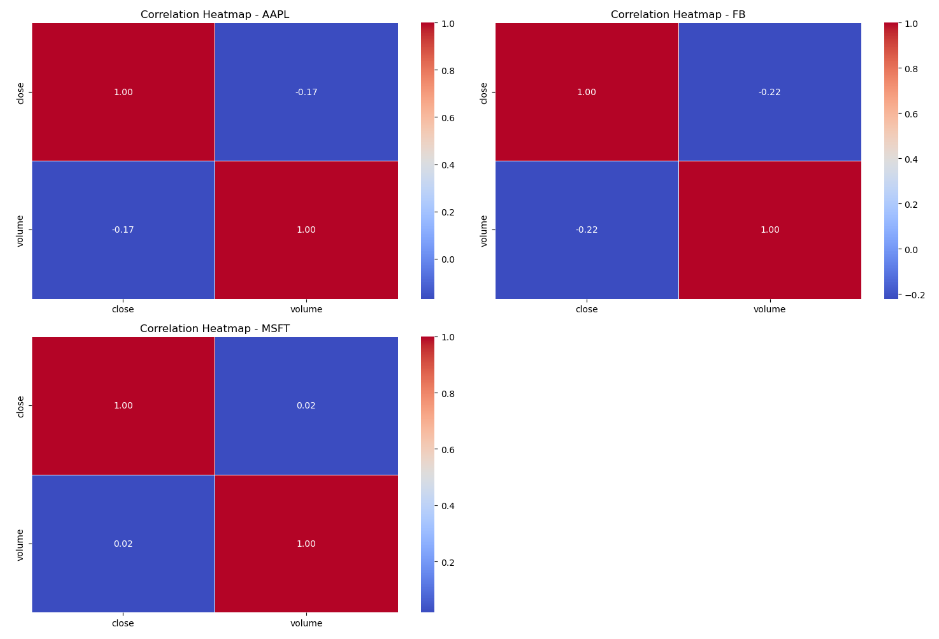 Correlation Heatmap - AAPL
close
volume
1.00
-0.17
-0.17
1.00
close
volume
1.0
0.8
0.6
0.4
0.2
0.0
Correlation Heatmap - FB
close
volume
1.00
-0.22
-0.22
1.00
close
volume
1.0
0.8
0.6
0.4
0.2
0.0
−0.2
Correlation Heatmap - MSFT
close
volume
1.00
0.02
0.02
1.00
close
volume
1.0
0.8
0.6
0.4
0.2